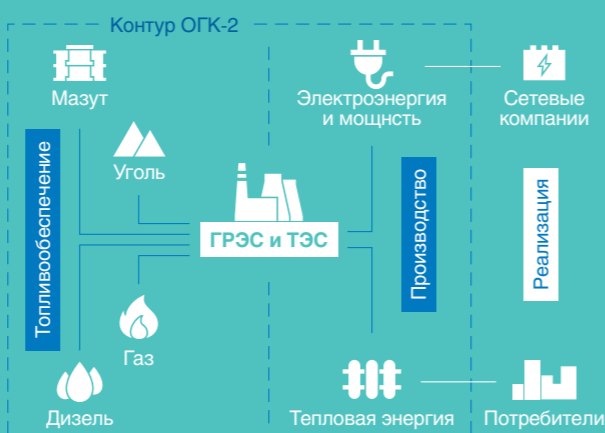 Контур ОГК-2
Мазут
Электроэнергия
и мощнсть
Сетевые
компании
Уголь
Топливообеспечение
ГРЭС и ТЭС
Производство
Реализация
Газ
Дизель
Тепловая энергия
Потребители